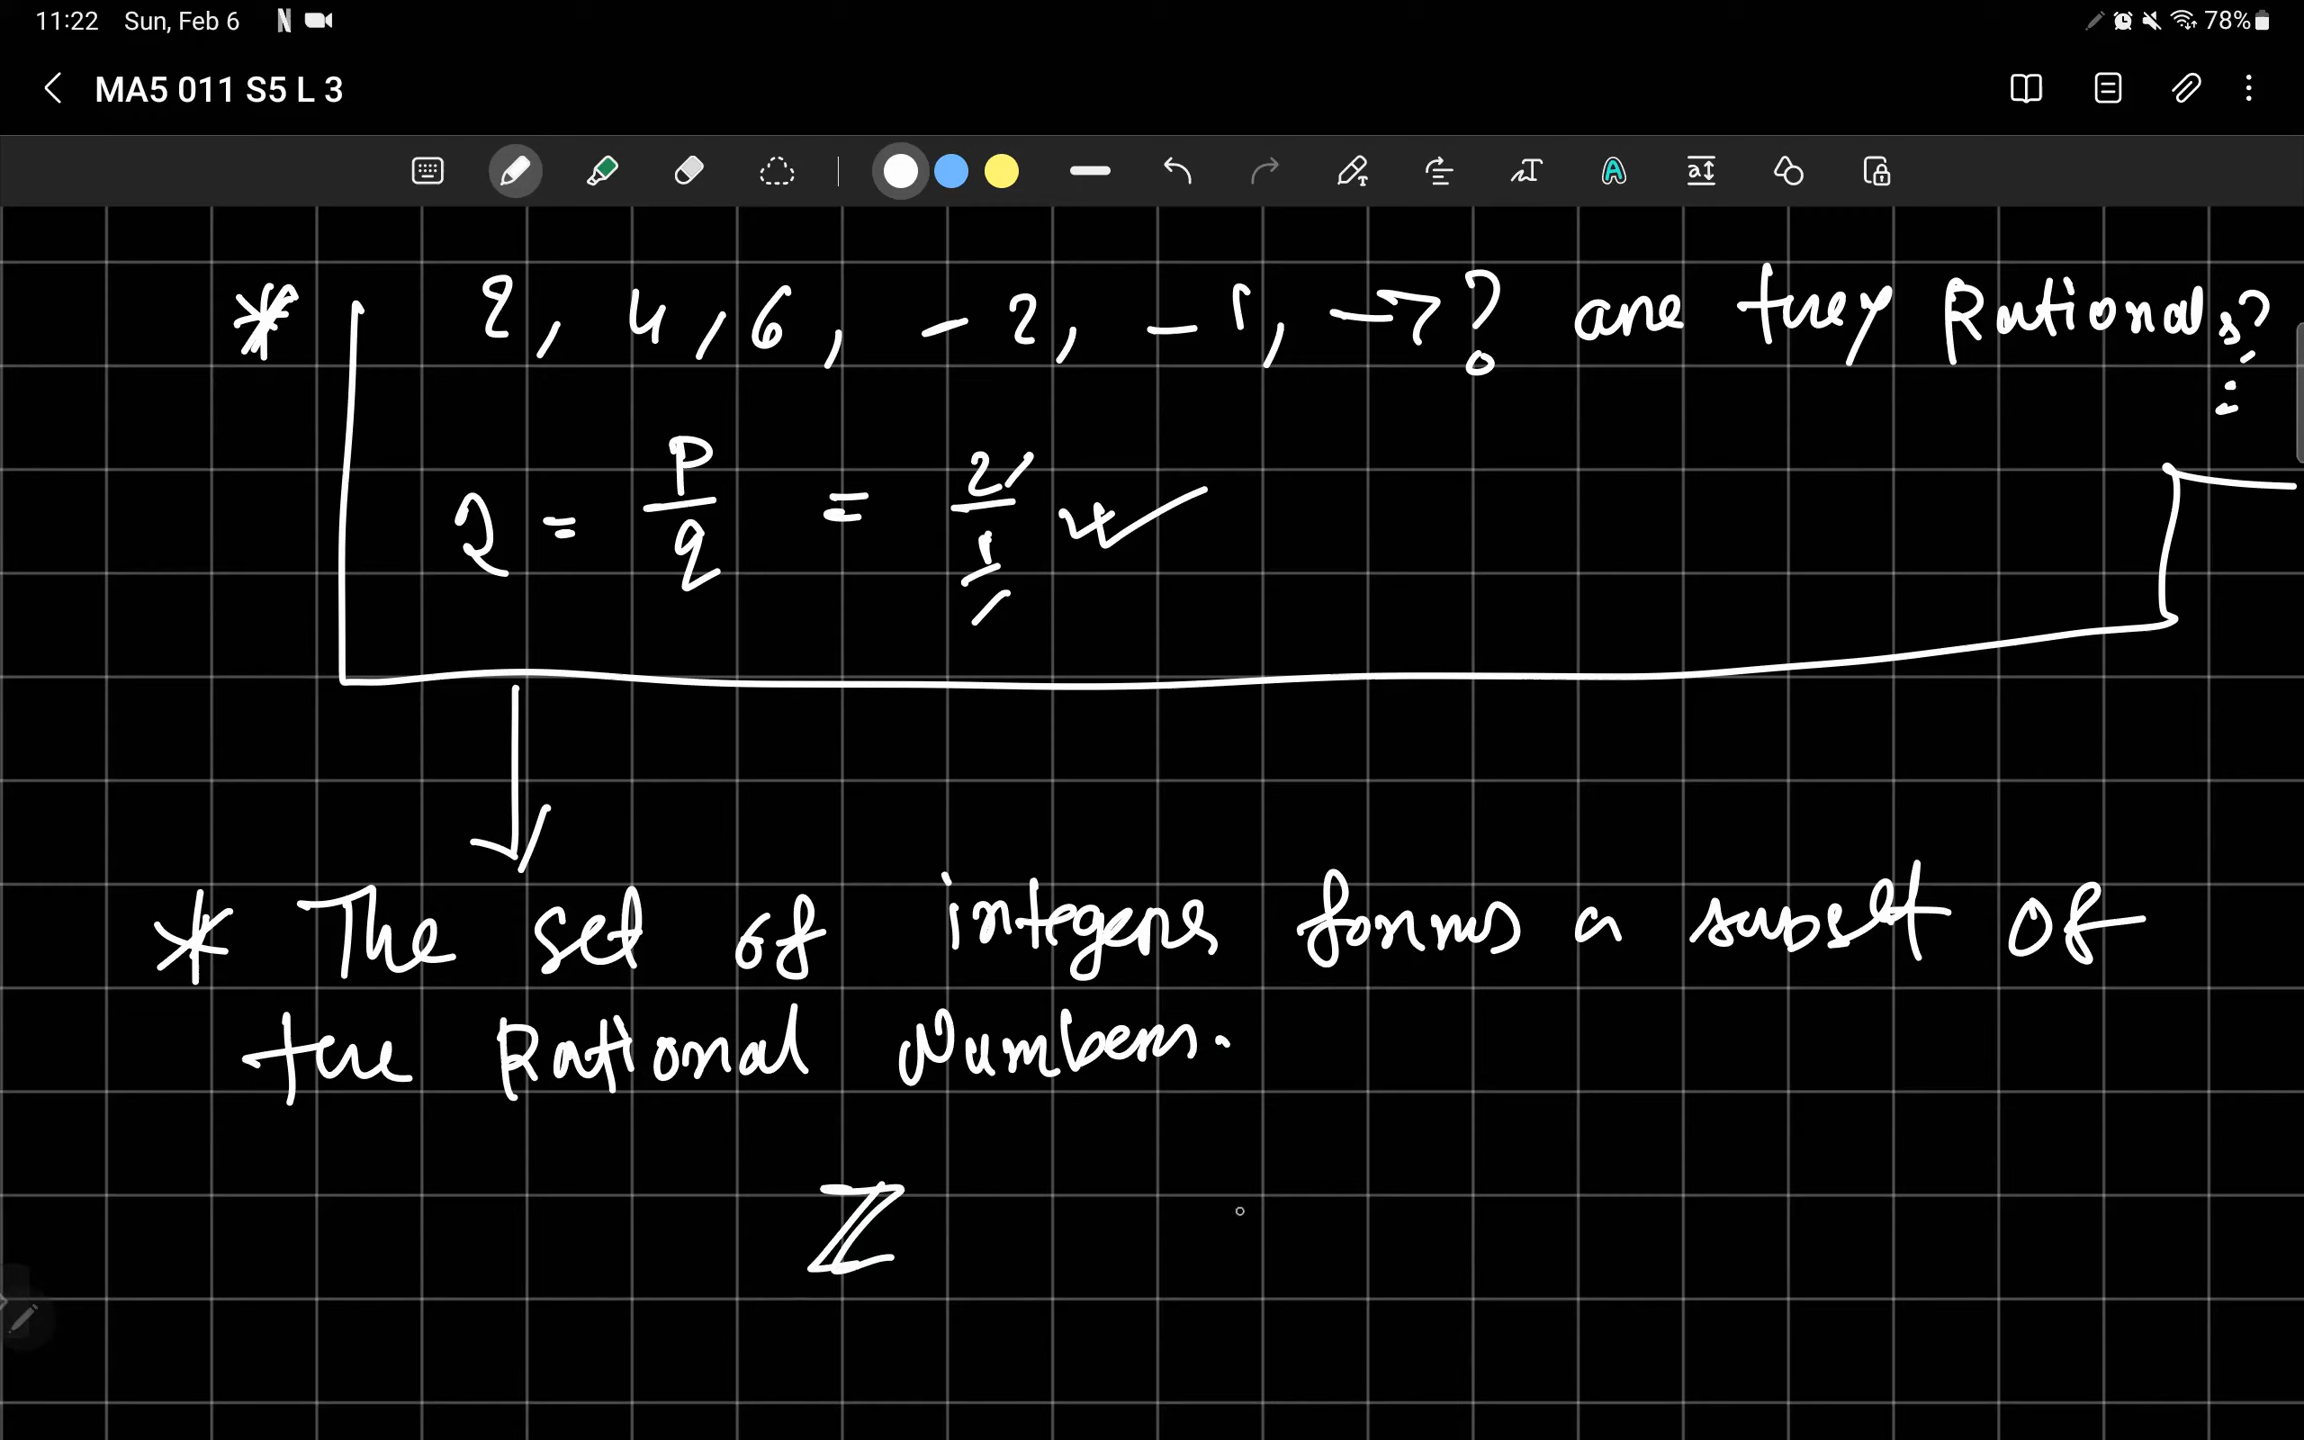 11:22 Sun, Feb 6 N 78%
MA5 011 S5 L 3
* 2, 4, 6, -2, -1, -7? are they Rationals?
2 = P/q = 2/1
* The set of integers forms a subset of
the Rational Numbers.
ℤ